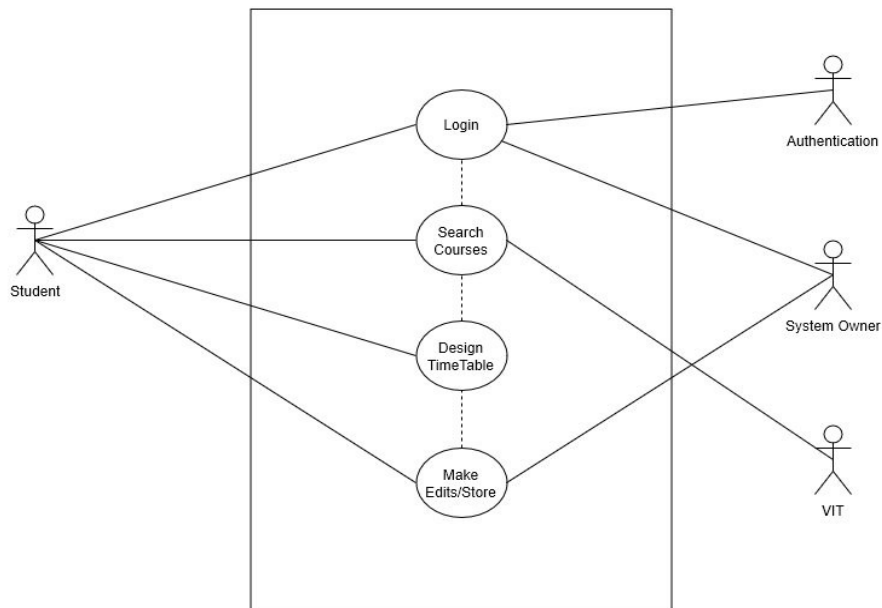 Login
Authentication
Search
Courses
Student
System Owner
Design
TimeTable
Make
Edits/Store
VIT